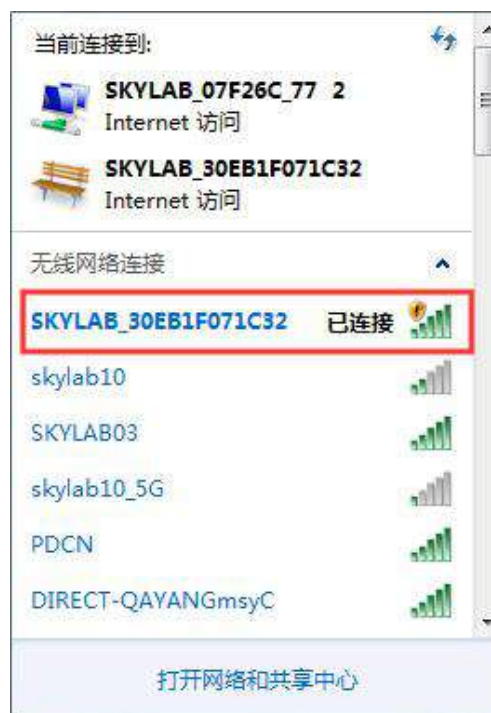 当前连接到:
SKYLAB_07F26C_77 2
Internet 访问
SKYLAB_30EB1F071C32
Internet 访问
无线网络连接
SKYLAB_30EB1F071C32 已连接
skylab10
SKYLAB03
skylab10_5G
PDCN
DIRECT-QAYANGmsyC
打开网络和共享中心